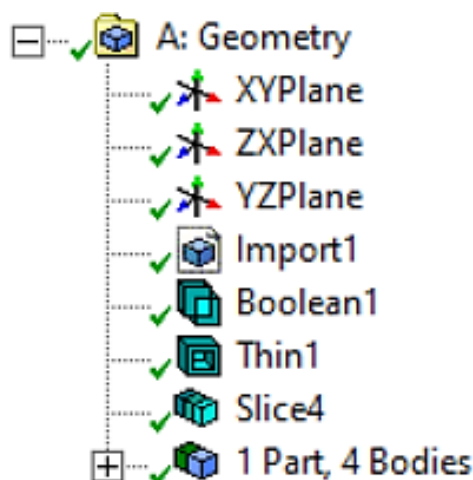 A: Geometry
XYPlane
ZXPlane
YZPlane
Import1
Boolean1
Thin1
Slice4
1 Part, 4 Bodies